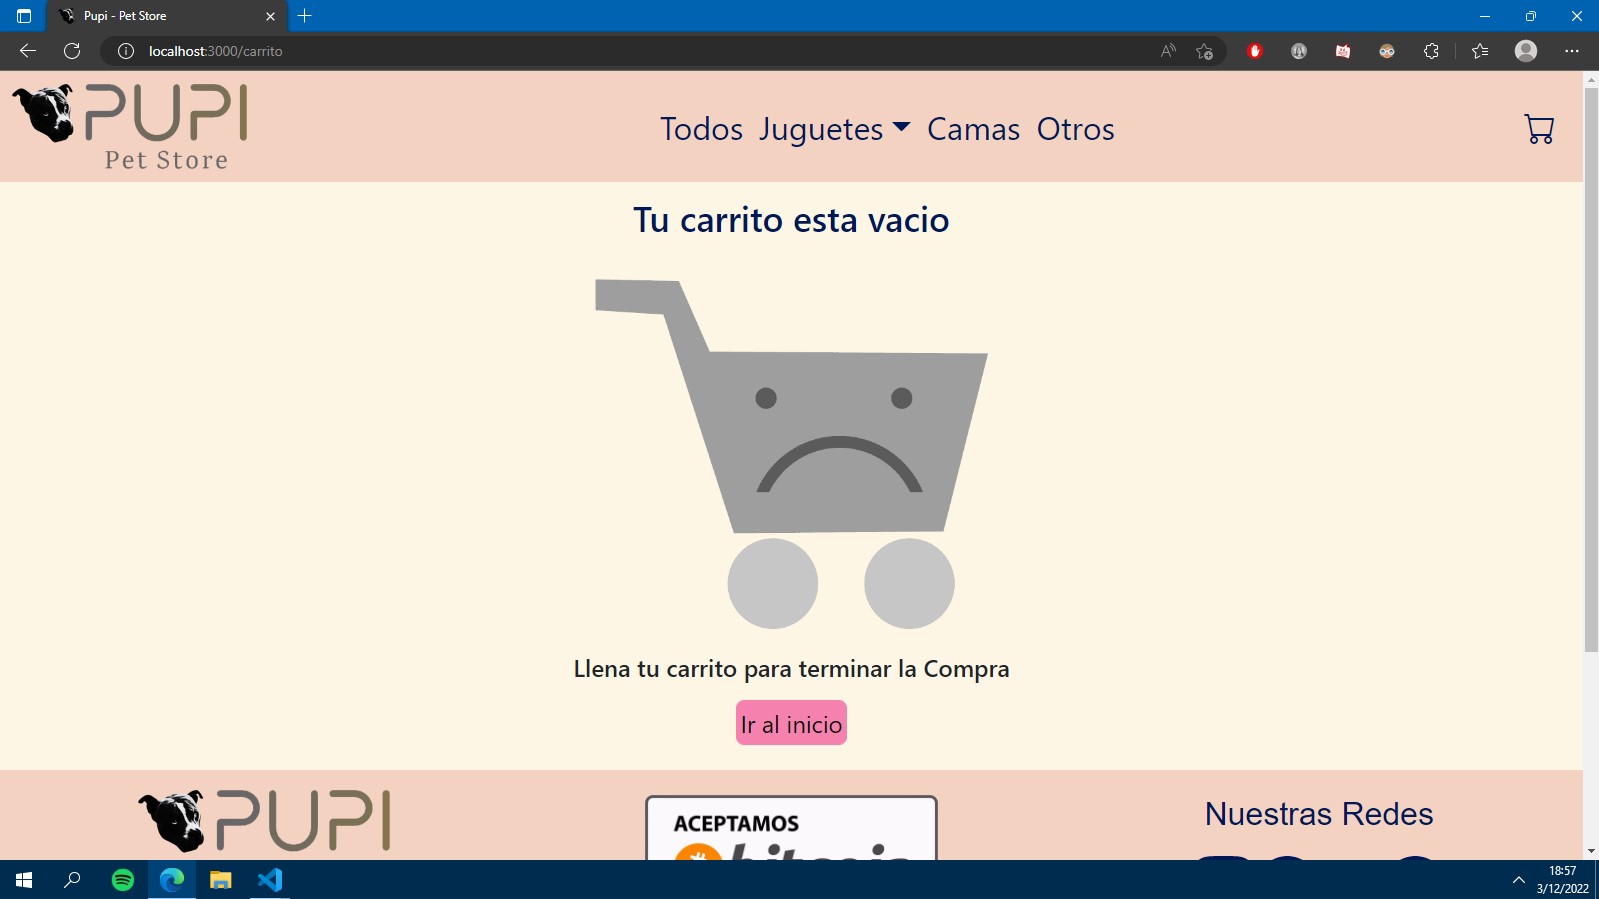 Pupi - Pet Store
localhost:3000/carrito
PUPI
Pet Store
Todos Juguetes Camas Otros
Tu carrito esta vacio
Llena tu carrito para terminar la Compra
Ir al inicio
PUPI
ACEPTAMOS
bitcoin
Nuestras Redes
18:57
3/12/2022